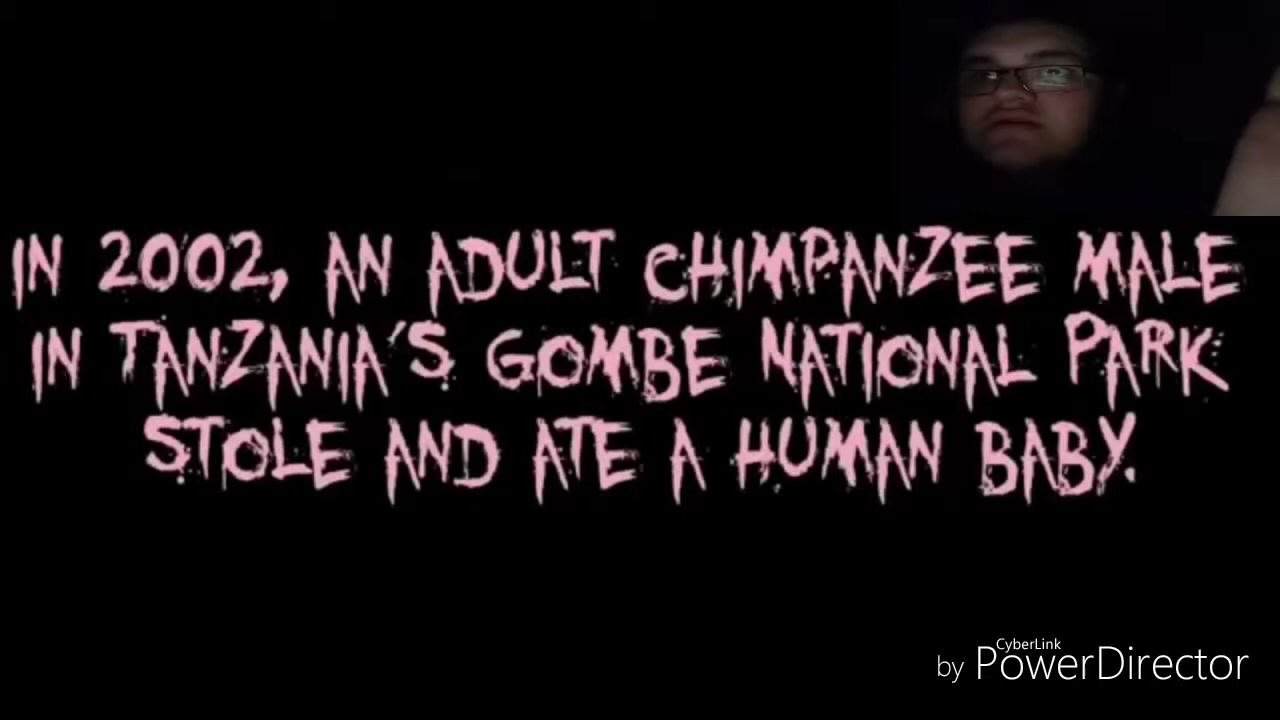 IN 2002, AN ADULT CHIMPANZEE MALE
IN TANZANIA'S GOMBE NATIONAL PARK
STOLE AND ATE A HUMAN BABY.
CyberLink
by PowerDirector